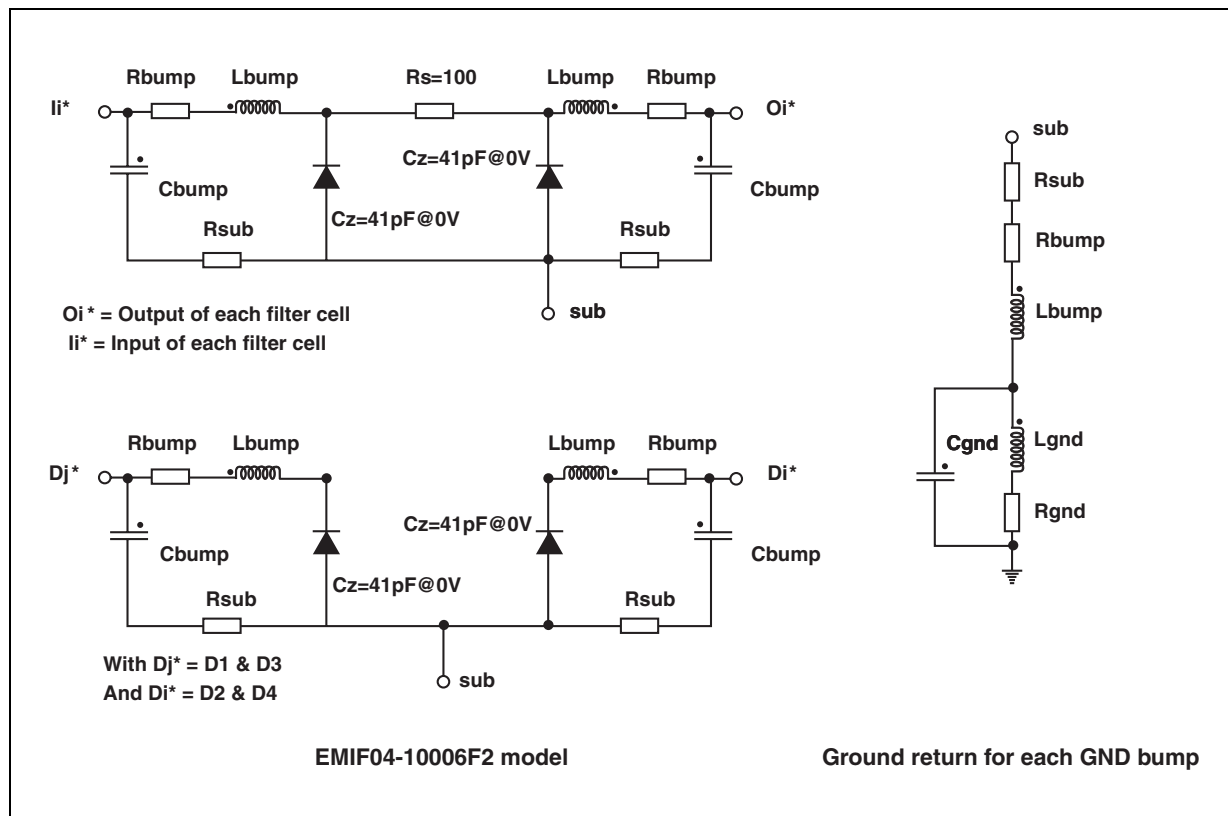 Rbump Lbump Rs=100 Lbump Rbump
Ii* Oi*
Cz=41pF@0V
Cbump Cbump
Cz=41pF@0V
Rsub Rsub
sub
Oi* = Output of each filter cell
Ii* = Input of each filter cell
Rbump Lbump Lbump Rbump
Dj* Di*
Cz=41pF@0V
Cbump Cbump
Cz=41pF@0V
Rsub Rsub
With Dj* = D1 & D3
And Di* = D2 & D4
sub
EMIF04-10006F2 model
sub
Rsub
Rbump
Lbump
Cgnd Lgnd
Rgnd
Ground return for each GND bump